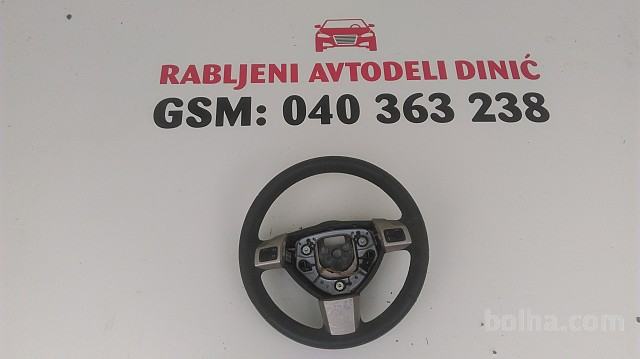 RABLJENI AVTODELI DINIĆ
GSM: 040 363 238
bolha.com